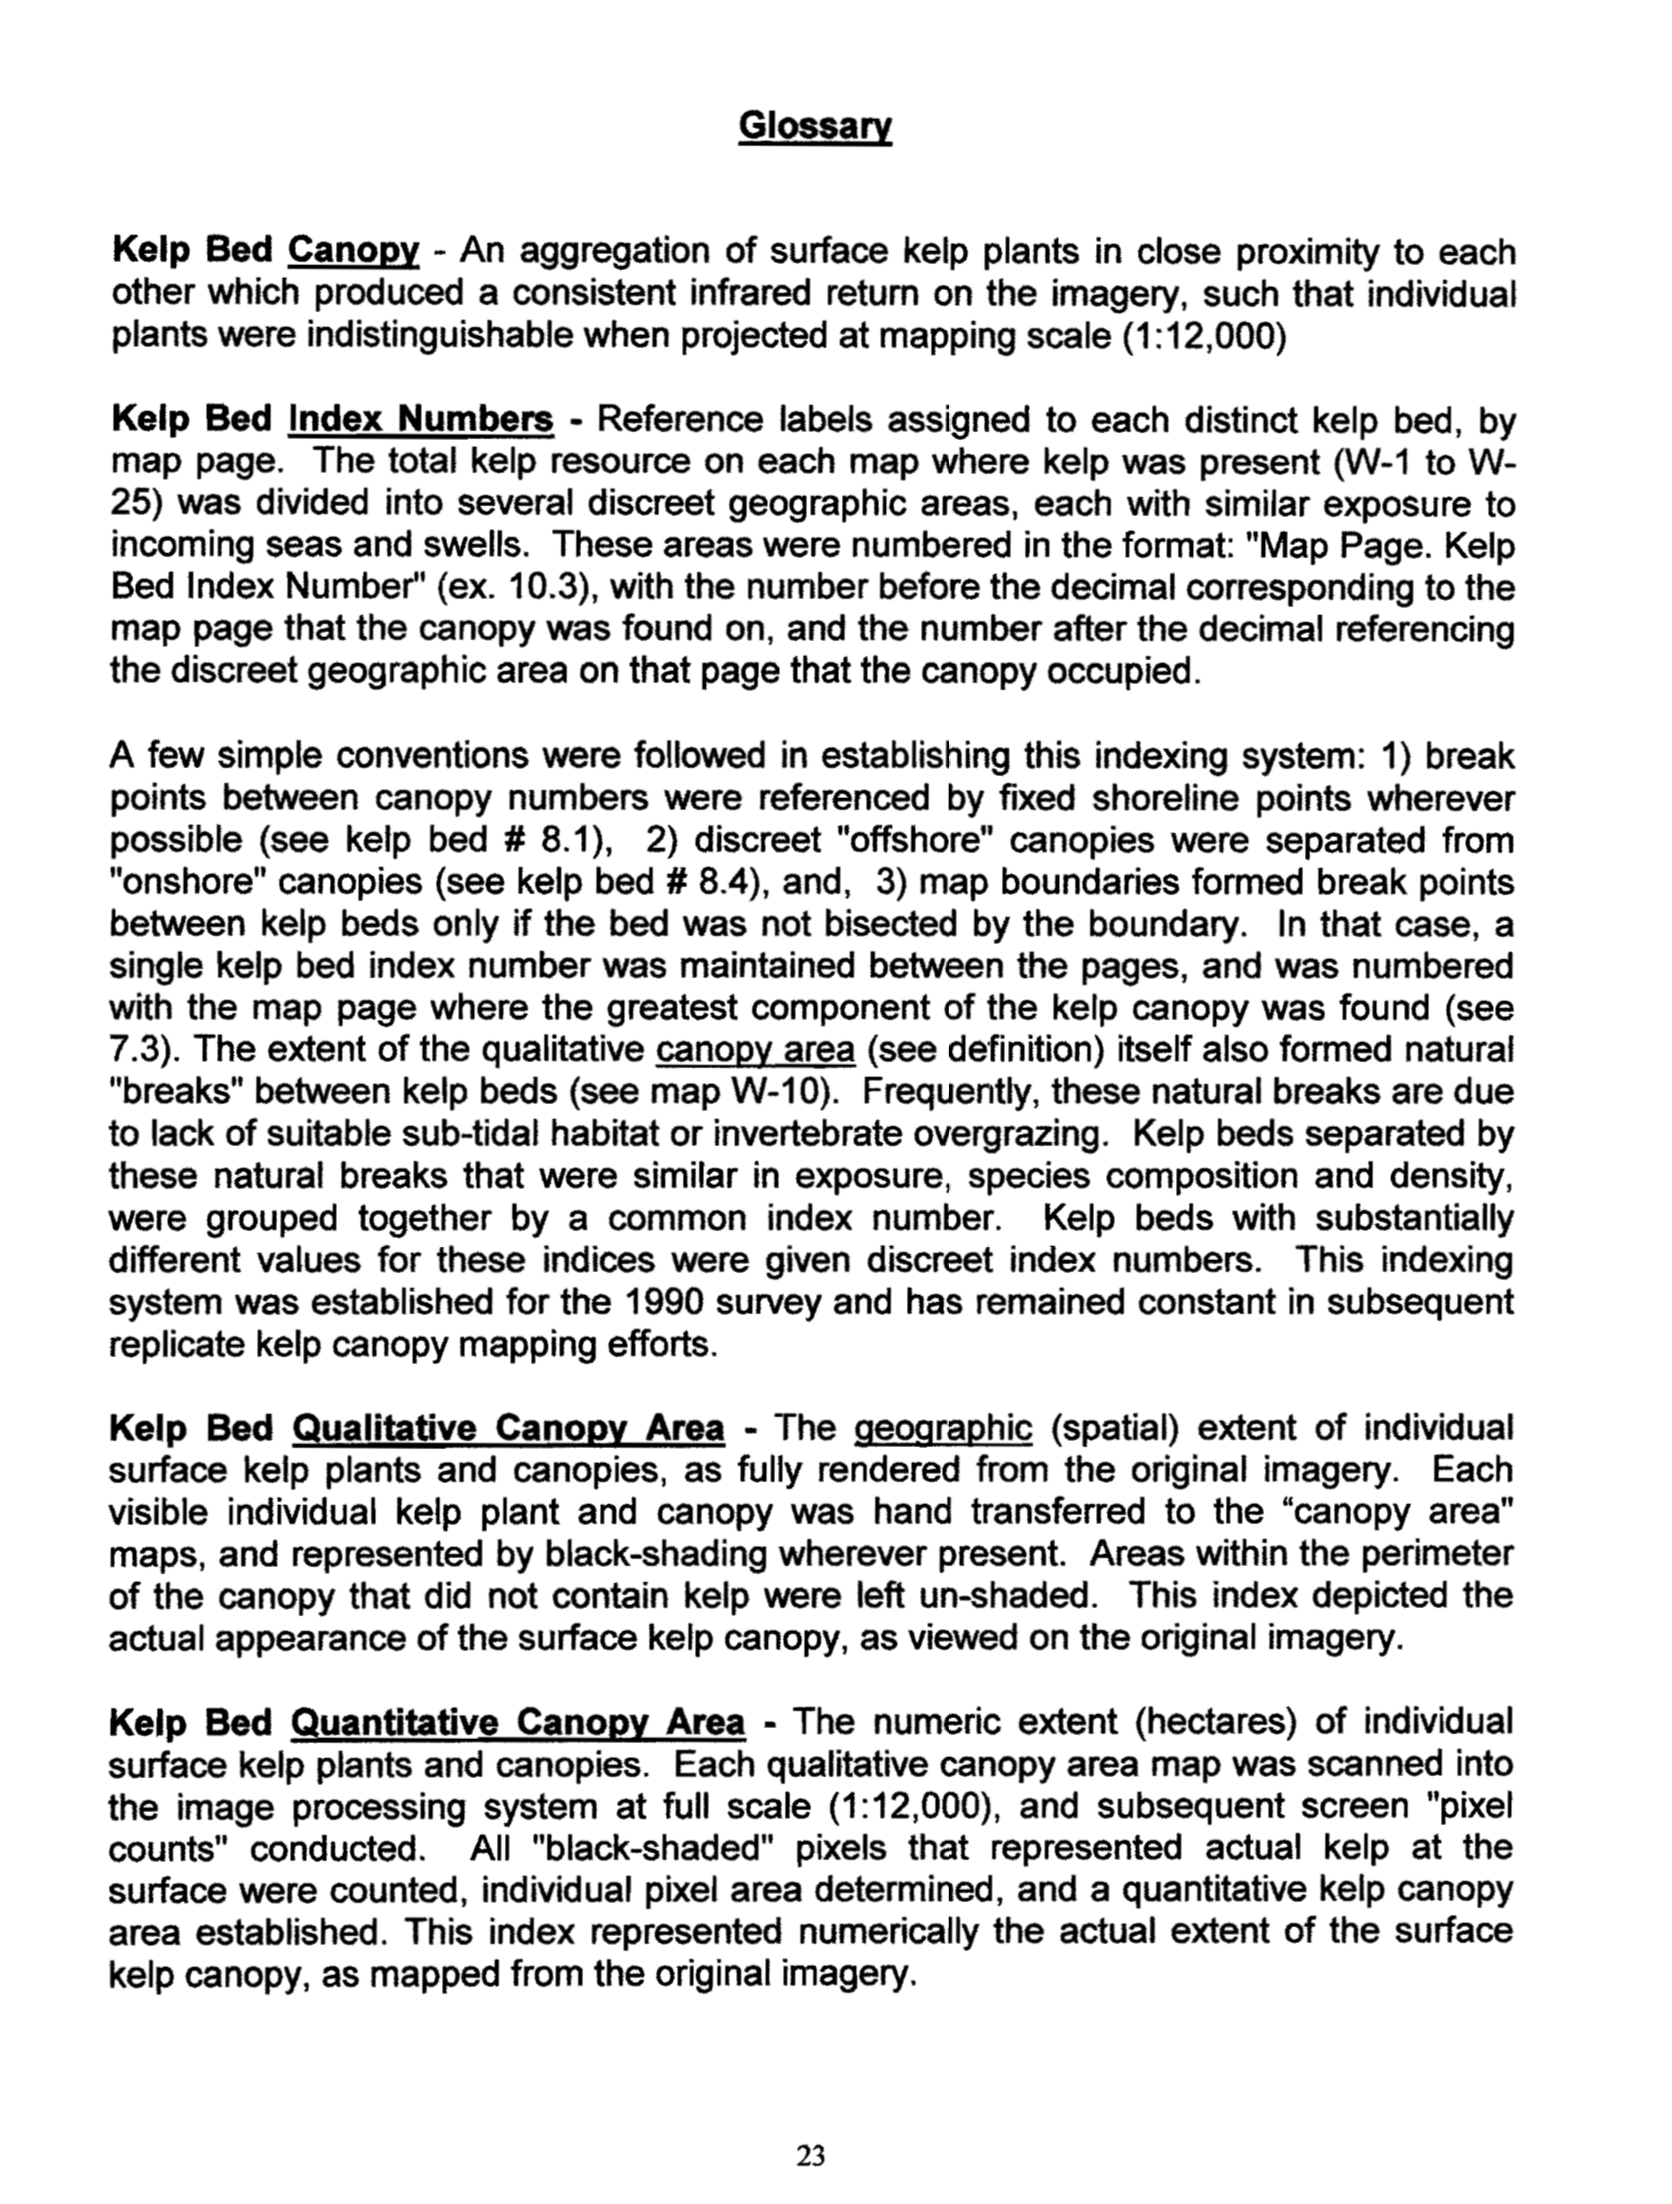 Glossary
Kelp Bed Canopy - An aggregation of surface kelp plants in close proximity to each
other which produced a consistent infrared return on the imagery, such that individual
plants were indistinguishable when projected at mapping scale (1:12,000)
Kelp Bed Index Numbers - Reference labels assigned to each distinct kelp bed, by
map page. The total kelp resource on each map where kelp was present (W-1 to W-
25) was divided into several discreet geographic areas, each with similar exposure to
incoming seas and swells. These areas were numbered in the format: "Map Page. Kelp
Bed Index Number" (ex. 10.3), with the number before the decimal corresponding to the
map page that the canopy was found on, and the number after the decimal referencing
the discreet geographic area on that page that the canopy occupied.
A few simple conventions were followed in establishing this indexing system: 1) break
points between canopy numbers were referenced by fixed shoreline points wherever
possible (see kelp bed # 8.1), 2) discreet "offshore" canopies were separated from
"onshore" canopies (see kelp bed # 8.4), and, 3) map boundaries formed break points
between kelp beds only if the bed was not bisected by the boundary. In that case, a
single kelp bed index number was maintained between the pages, and was numbered
with the map page where the greatest component of the kelp canopy was found (see
7.3). The extent of the qualitative canopy area (see definition) itself also formed natural
"breaks" between kelp beds (see map W-10). Frequently, these natural breaks are due
to lack of suitable sub-tidal habitat or invertebrate overgrazing. Kelp beds separated by
these natural breaks that were similar in exposure, species composition and density,
were grouped together by a common index number. Kelp beds with substantially
different values for these indices were given discreet index numbers. This indexing
system was established for the 1990 survey and has remained constant in subsequent
replicate kelp canopy mapping efforts.
Kelp Bed Qualitative Canopy Area - The geographic (spatial) extent of individual
surface kelp plants and canopies, as fully rendered from the original imagery. Each
visible individual kelp plant and canopy was hand transferred to the “canopy area"
maps, and represented by black-shading wherever present. Areas within the perimeter
of the canopy that did not contain kelp were left un-shaded. This index depicted the
actual appearance of the surface kelp canopy, as viewed on the original imagery.
Kelp Bed Quantitative Canopy Area - The numeric extent (hectares) of individual
surface kelp plants and canopies. Each qualitative canopy area map was scanned into
the image processing system at full scale (1:12,000), and subsequent screen "pixel
counts" conducted. All "black-shaded" pixels that represented actual kelp at the
surface were counted, individual pixel area determined, and a quantitative kelp canopy
area established. This index represented numerically the actual extent of the surface
kelp canopy, as mapped from the original imagery.
23